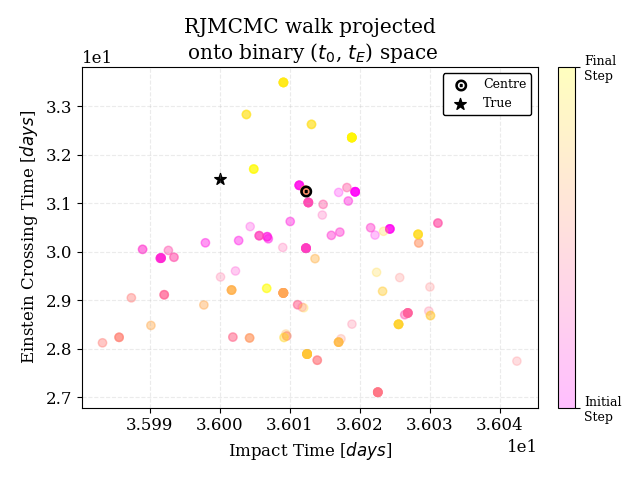 RJMCMC walk projected
onto binary (t0, tE) space
1e1
Einstein Crossing Time [days]
3.3
3.2
3.1
3.0
2.9
2.8
2.7
3.599
3.600
3.601
3.602
3.603
3.604
1e1
Impact Time [days]
Centre
True
Final
Step
Initial
Step